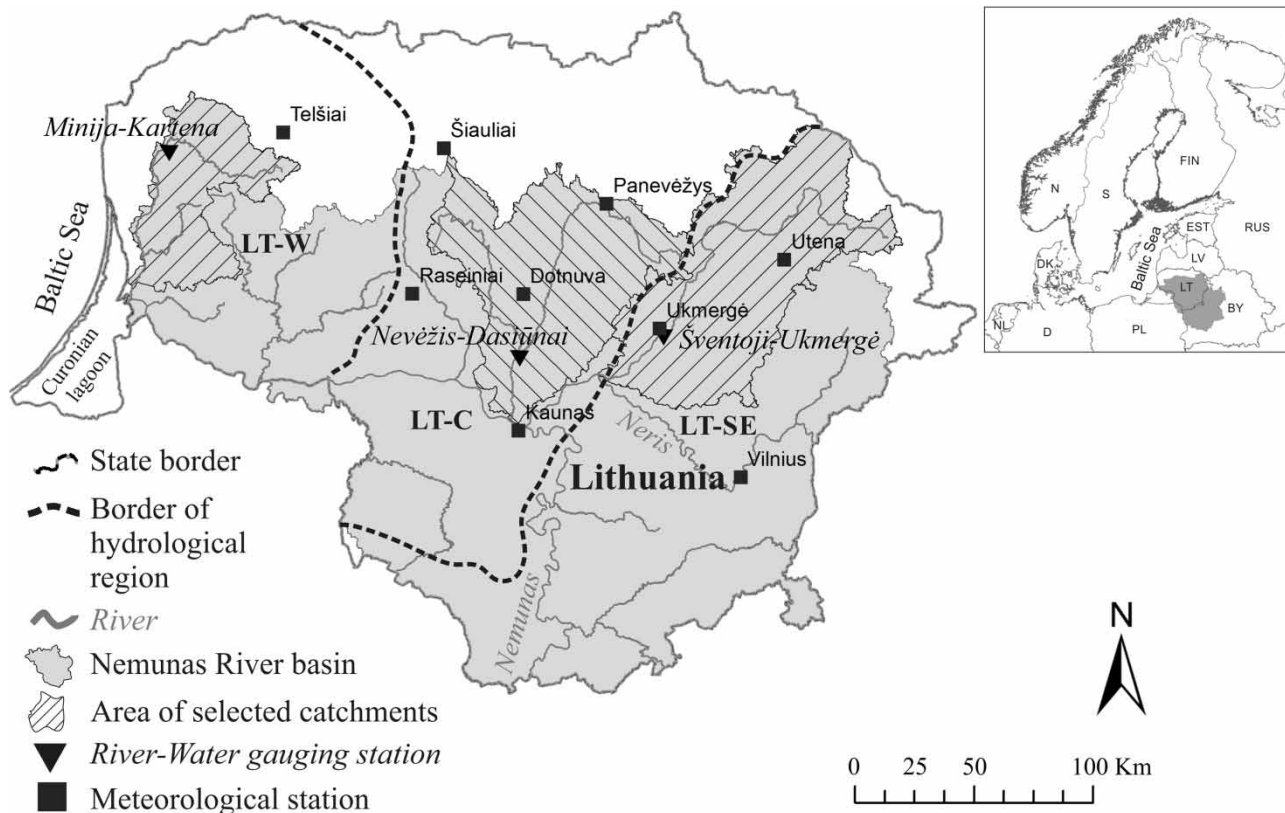 Telšiai
Minija-Kartena
Šiauliai
Panevėžys
LT-W
Utena
Raseiniai
Dotnuva
Ukmergė
Nevėžis-Dasiūnai
Šventoji-Ukmergė
Baltic Sea
Curonian
lagoon
LT-C
Kaunas
Neris
LT-SE
Vilnius
Lithuania
Nemunas
State border
Border of
hydrological
region
River
Nemunas River basin
Area of selected catchments
River-Water gauging station
Meteorological station
N
0 25 50 100 Km
FIN
N
S
RUS
EST
Baltic Sea
LV
DK
LT
BY
NL
D
PL